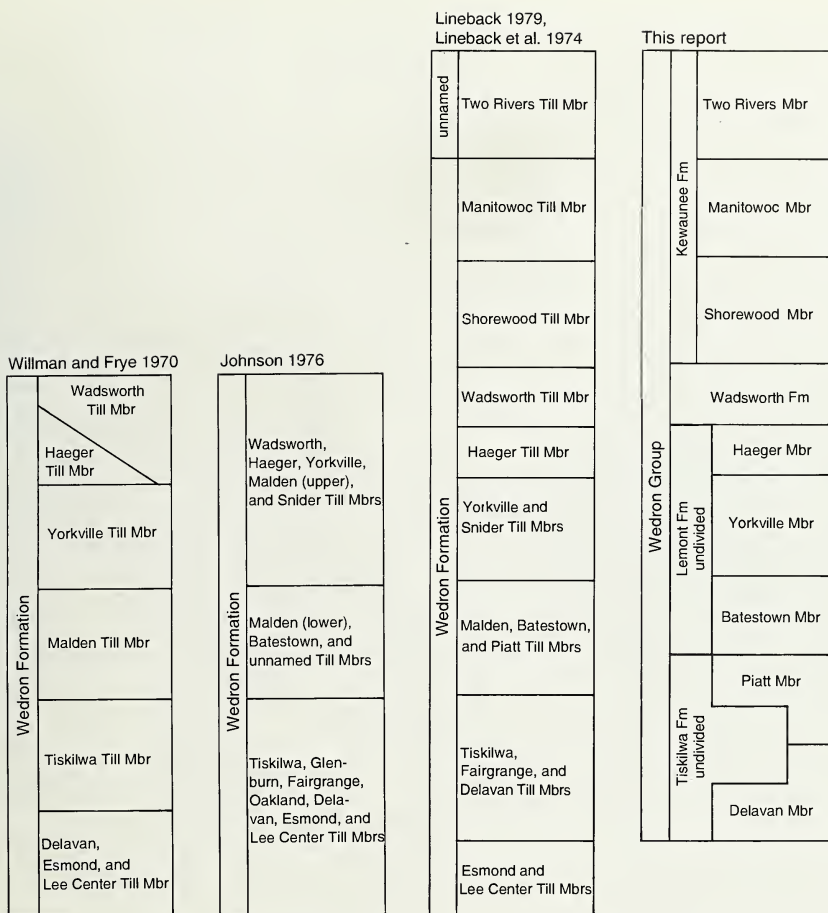 Lineback 1979,
Lineback et al. 1974
unnamed
Two Rivers Till Mbr
Wedron Formation
Manitowoc Till Mbr
Shorewood Till Mbr
Wadsworth Till Mbr
Haeger Till Mbr
Yorkville and
Snider Till Mbrs
Malden, Batestown,
and Piatt Till Mbrs
Tiskilwa,
Fairgrange, and
Delavan Till Mbrs
Esmond and
Lee Center Till Mbrs
This report
Wedron Group
Kewaunee Fm
Two Rivers Mbr
Manitowoc Mbr
Shorewood Mbr
Wadsworth Fm
Lemont Fm
undivided
Haeger Mbr
Yorkville Mbr
Batestown Mbr
Tiskilwa Fm
undivided
Piatt Mbr
Delavan Mbr
Willman and Frye 1970
Wedron Formation
Wadsworth
Till Mbr
Haeger
Till Mbr
Yorkville Till Mbr
Malden Till Mbr
Tiskilwa Till Mbr
Delavan,
Esmond, and
Lee Center Till Mbr
Johnson 1976
Wedron Formation
Wadsworth,
Haeger, Yorkville,
Malden (upper),
and Snider Till Mbrs
Malden (lower),
Batestown, and
unnamed Till Mbrs
Tiskilwa, Glen-
burn, Fairgrange,
Oakland, Dela-
van, Esmond, and
Lee Center Till Mbrs